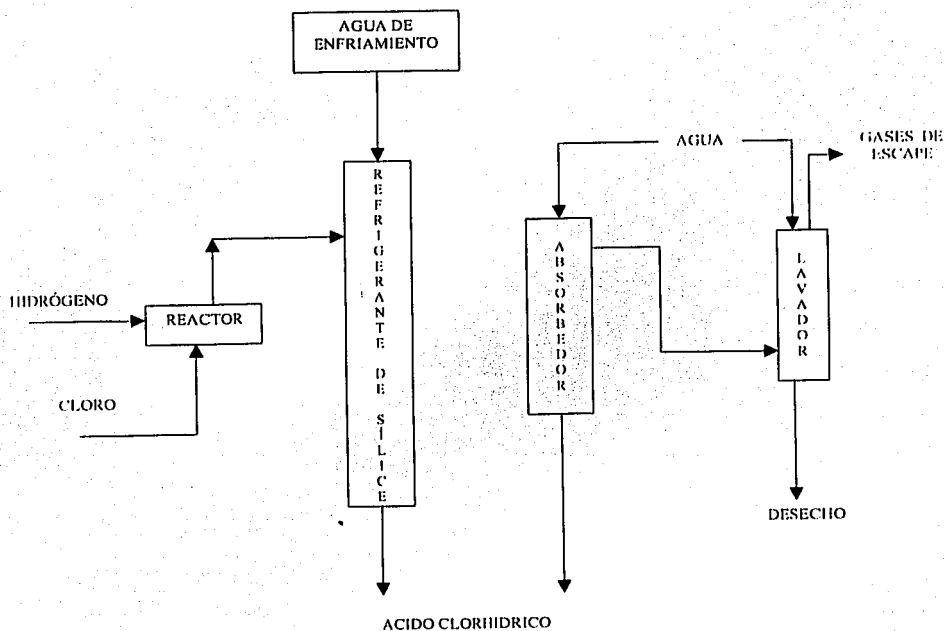 AGUA DE
ENFRIAMIENTO
AGUA
GASES DE
ESCAPE
REFRIGERANTE DE SÍLICE
ABSORBEDOR
LAVADOR
HIDRÓGENO
REACTOR
CLORO
DESECHO
ACIDO CLORHIDRICO